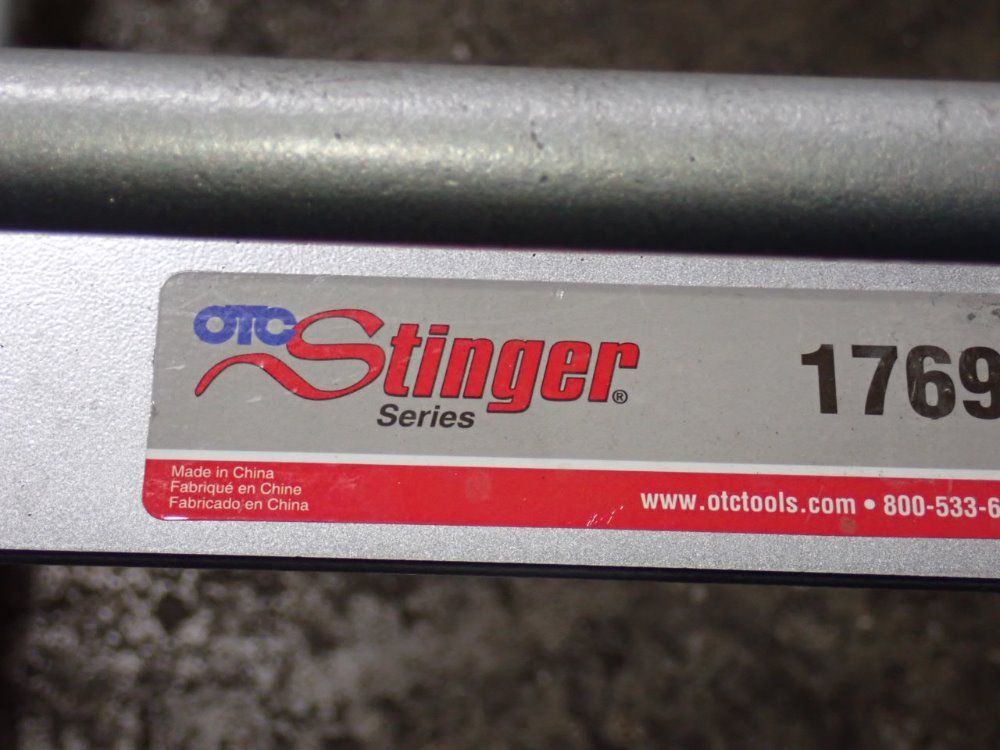 OTC Stinger®
Series
1769
Made in China
Fabriqué en Chine
Fabricado en China
www.otctools.com • 800-533-6